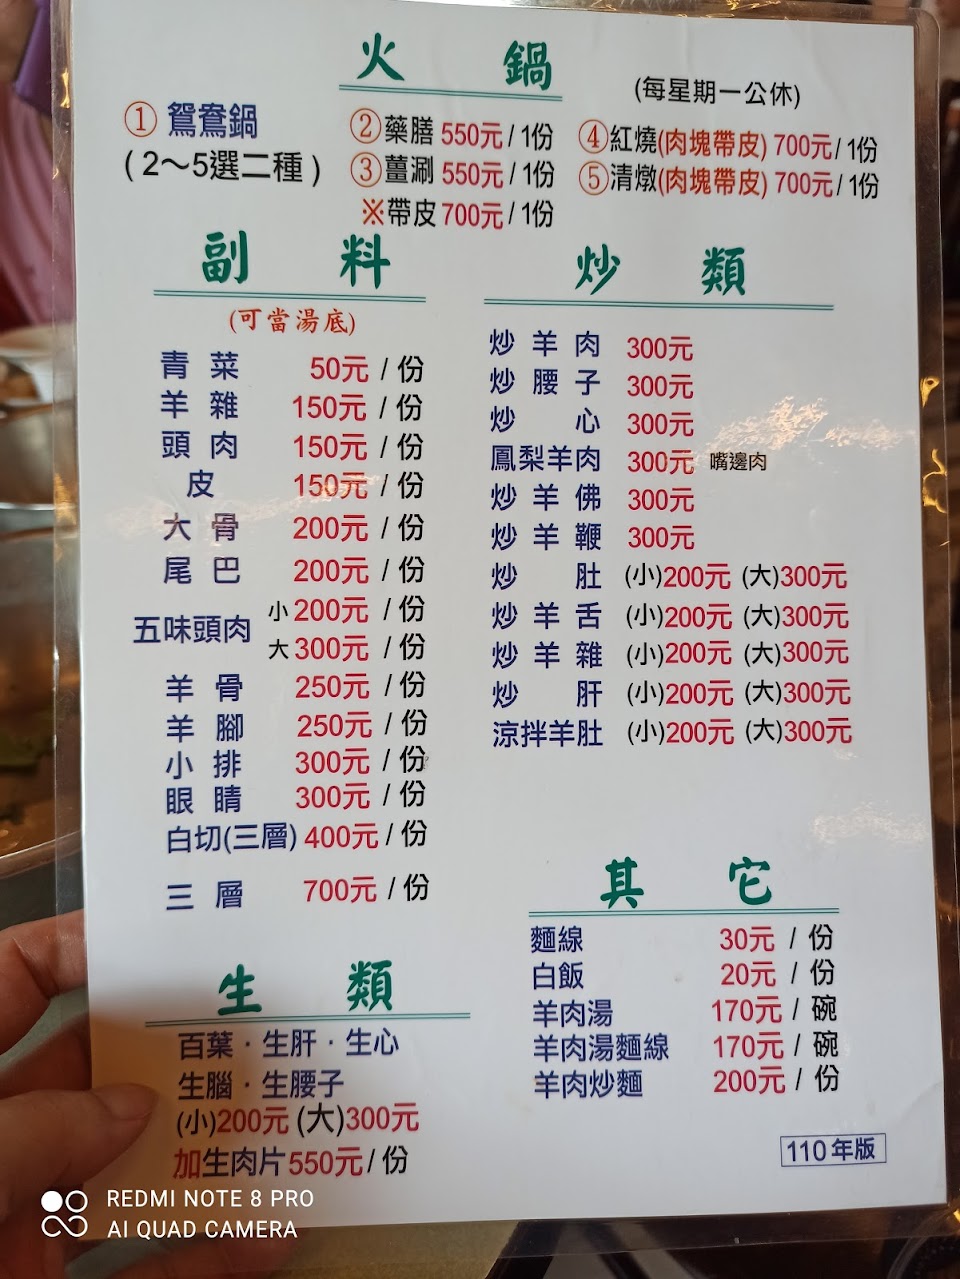 火鍋
(每星期一公休)
① 鴛鴦鍋
(2～5選二種)
② 藥膳 550元 / 1份
③ 薑涮 550元 / 1份
※帶皮 700元 / 1份
④ 紅燒(肉塊帶皮) 700元 / 1份
⑤ 清燉(肉塊帶皮) 700元 / 1份
副料
(可當湯底)
青菜 50元 / 份
羊雜 150元 / 份
頭肉 150元 / 份
皮 150元 / 份
大骨 200元 / 份
尾巴 200元 / 份
五味頭肉 小 200元 / 份
大 300元 / 份
羊骨 250元 / 份
羊腳 250元 / 份
小排 300元 / 份
眼睛 300元 / 份
白切(三層) 400元 / 份
三層 700元 / 份
炒類
炒羊肉 300元
炒腰子 300元
炒心 300元
鳳梨羊肉 300元 嘴邊肉
炒羊佛 300元
炒羊鞭 300元
炒肚 (小)200元 (大)300元
炒羊舌 (小)200元 (大)300元
炒羊雜 (小)200元 (大)300元
炒肝 (小)200元 (大)300元
涼拌羊肚 (小)200元 (大)300元
生類
百葉．生肝．生心
生腦．生腰子
(小)200元 (大)300元
加生肉片 550元 / 份
其它
麵線 30元 / 份
白飯 20元 / 份
羊肉湯 170元 / 碗
羊肉湯麵線 170元 / 碗
羊肉炒麵 200元 / 份
110年版
REDMI NOTE 8 PRO
AI QUAD CAMERA